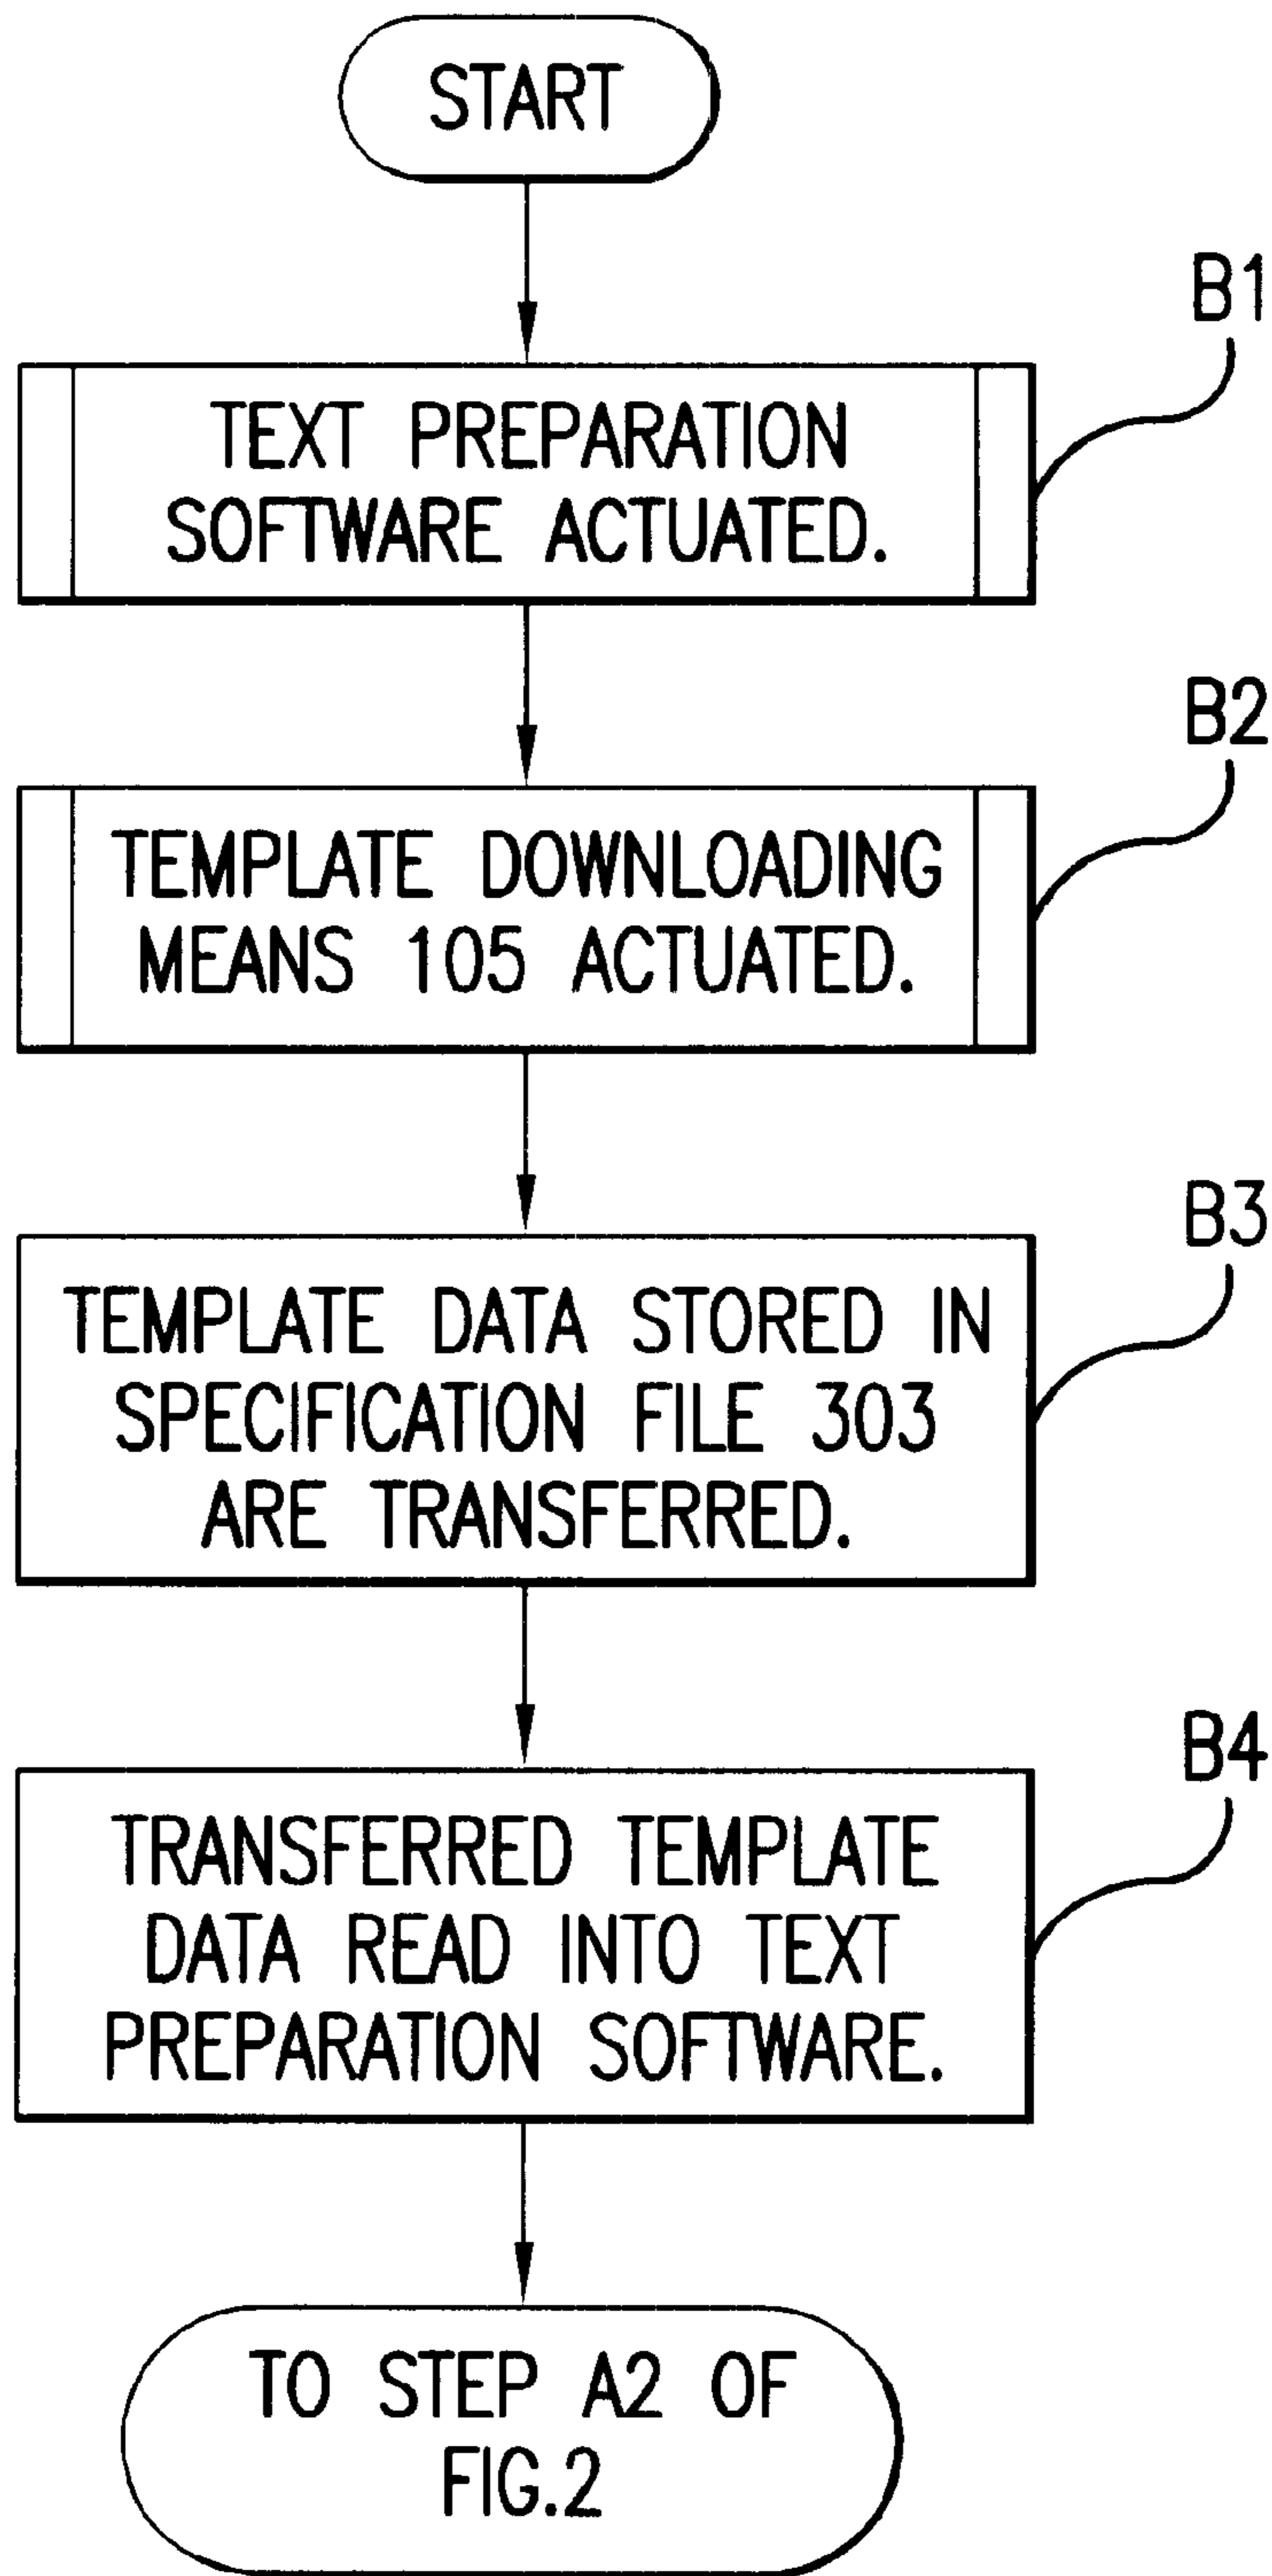 START
B1
TEXT PREPARATION
SOFTWARE ACTUATED.
B2
TEMPLATE DOWNLOADING
MEANS 105 ACTUATED.
B3
TEMPLATE DATA STORED IN
SPECIFICATION FILE 303
ARE TRANSFERRED.
B4
TRANSFERRED TEMPLATE
DATA READ INTO TEXT
PREPARATION SOFTWARE.
TO STEP A2 OF
FIG.2